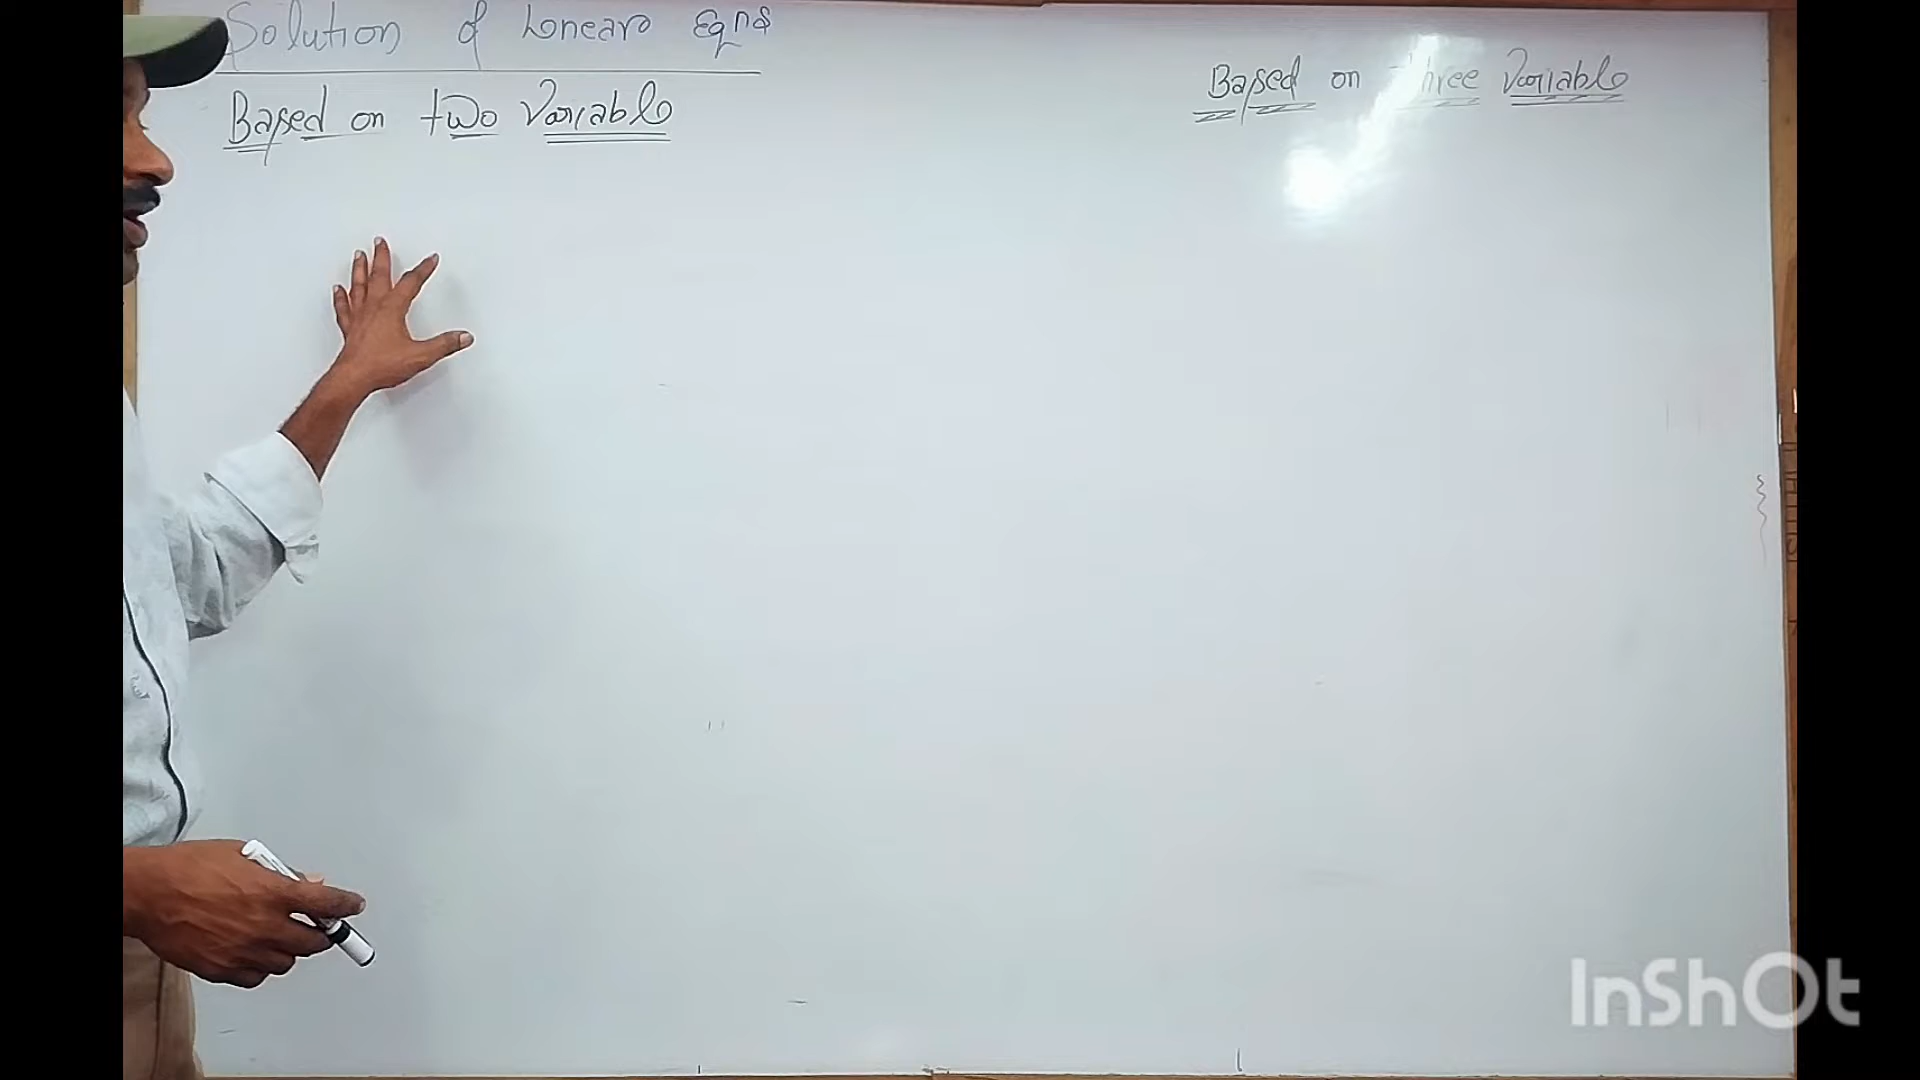 Solution of Linear Eqns
Based on two Variable
Based on three Variable
InShOt